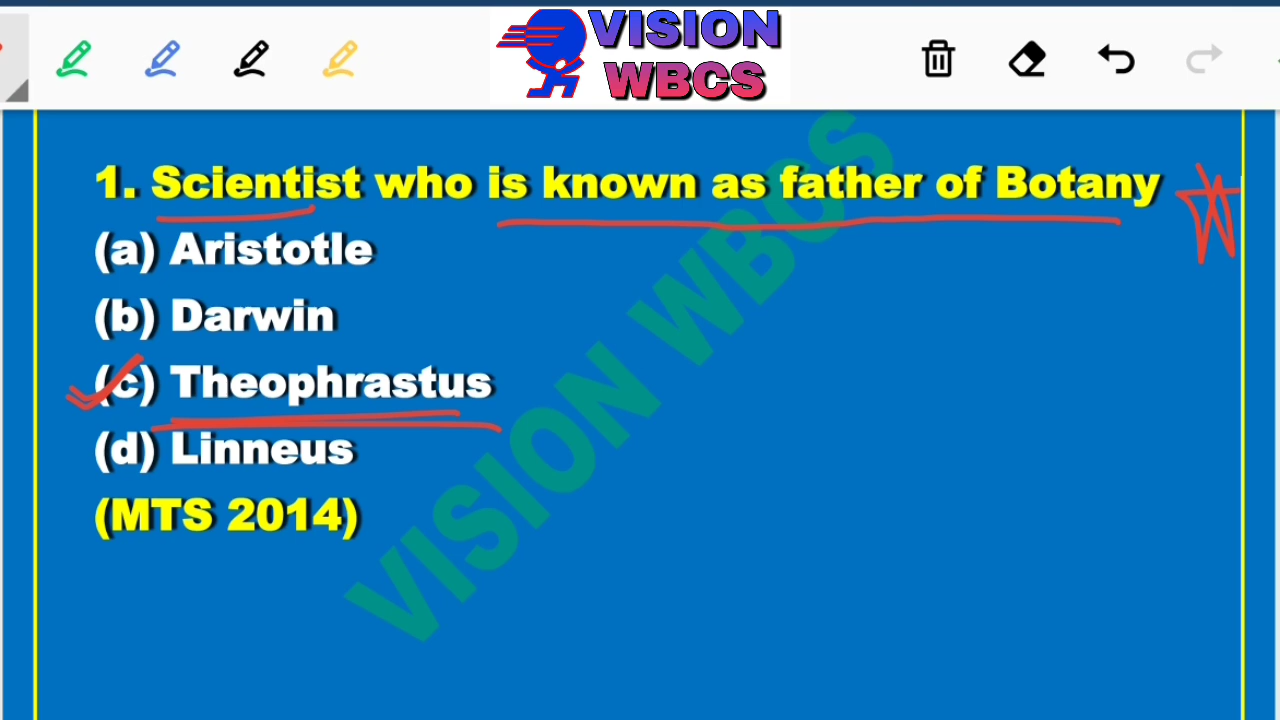 VISION
WBCS
1. Scientist who is known as father of Botany
(a) Aristotle
(b) Darwin
(c) Theophrastus
(d) Linneus
(MTS 2014)
VISION WBCS